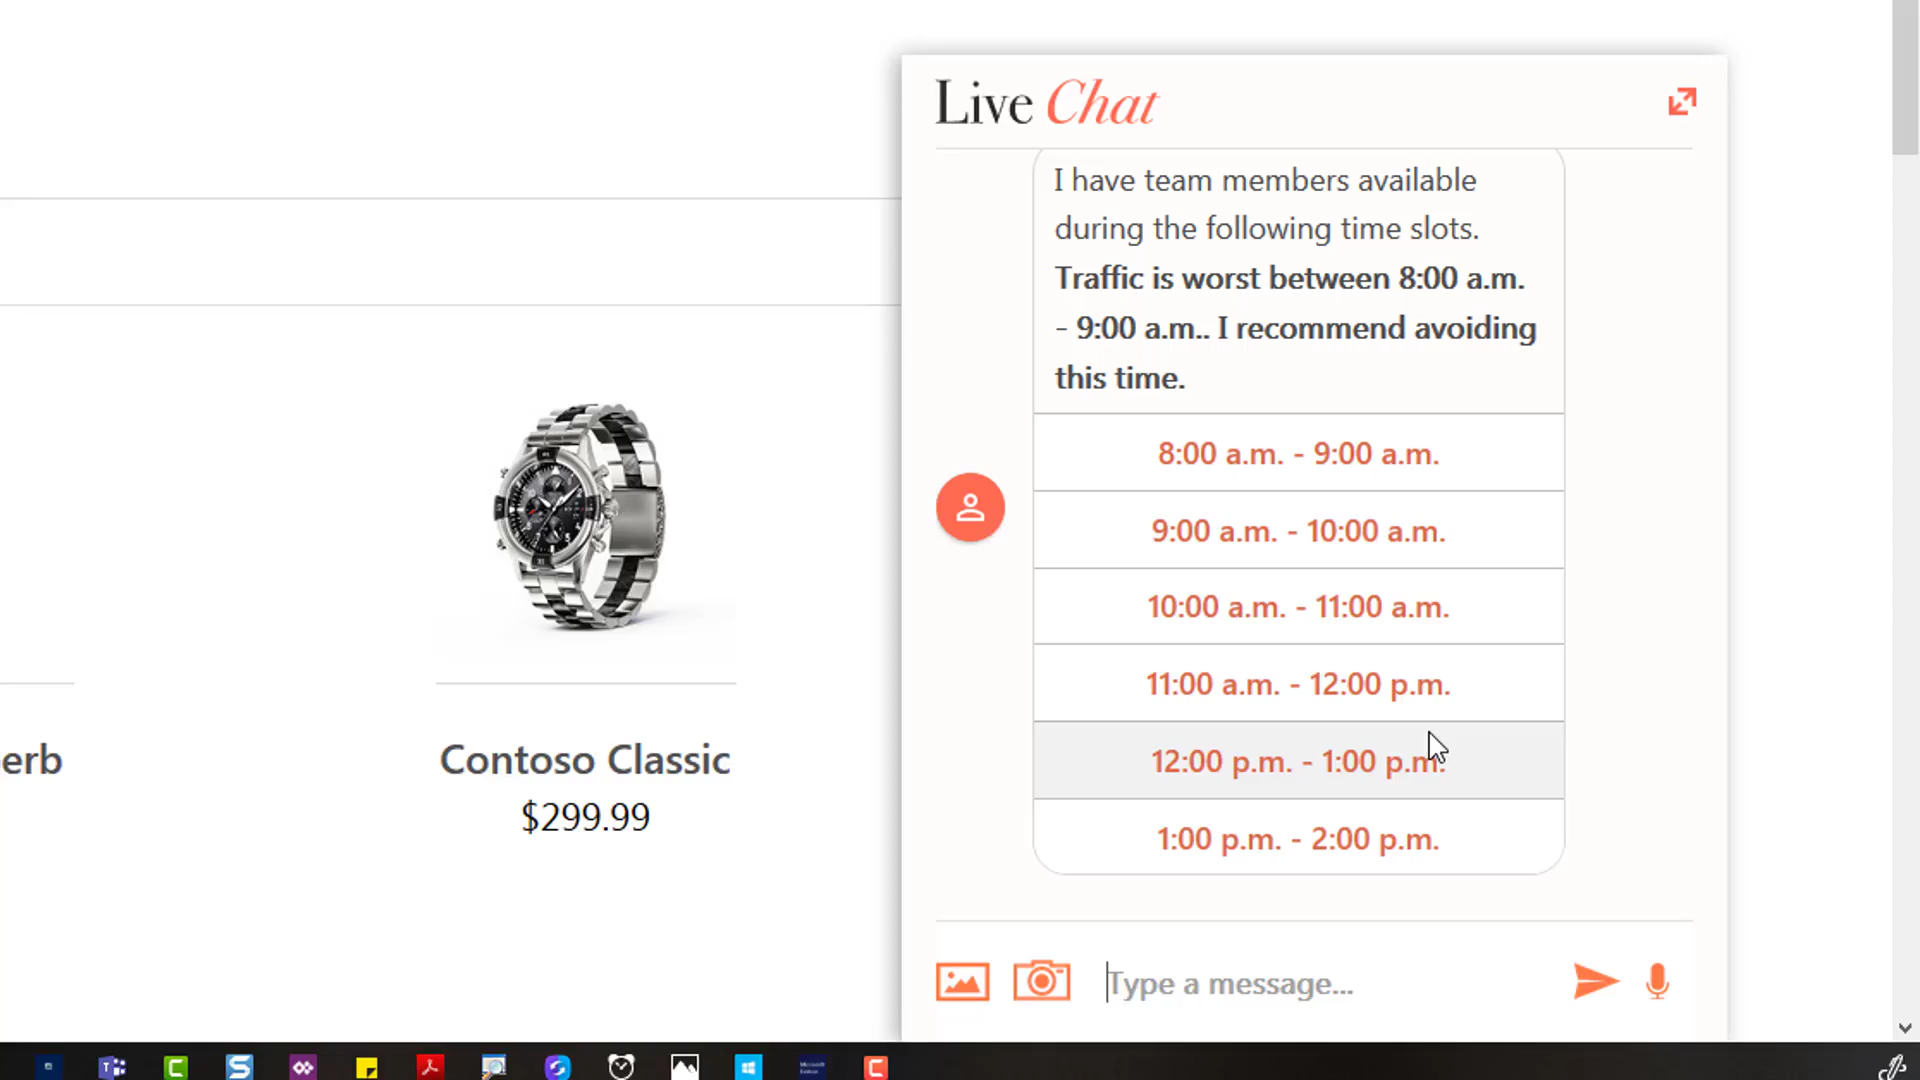 Live Chat
I have team members available
during the following time slots.
Traffic is worst between 8:00 a.m.
- 9:00 a.m.. I recommend avoiding
this time.
8:00 a.m. - 9:00 a.m.
9:00 a.m. - 10:00 a.m.
10:00 a.m. - 11:00 a.m.
11:00 a.m. - 12:00 p.m.
12:00 p.m. - 1:00 p.m.
1:00 p.m. - 2:00 p.m.
Type a message...
erb
Contoso Classic
$299.99